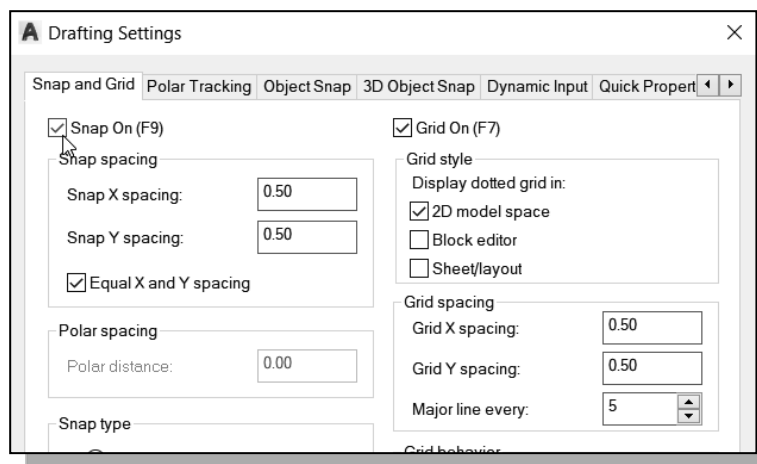 Drafting Settings
Snap and Grid Polar Tracking Object Snap 3D Object Snap Dynamic Input Quick Propert
Snap On (F9)
Snap spacing
Snap X spacing: 0.50
Snap Y spacing: 0.50
Equal X and Y spacing
Polar spacing
Polar distance: 0.00
Snap type
Grid On (F7)
Grid style
Display dotted grid in:
2D model space
Block editor
Sheet/layout
Grid spacing
Grid X spacing: 0.50
Grid Y spacing: 0.50
Major line every: 5
Grid behavior